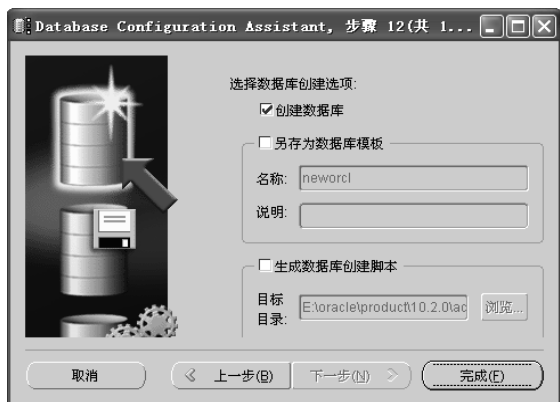 Database Configuration Assistant, 步骤 12(共 1...
选择数据库创建选项:
创建数据库
另存为数据库模板
名称: neworcl
说明:
生成数据库创建脚本
目标
目录: E:\oracle\product\10.2.0\ad 浏览...
取消 上一步(B) 下一步(N) 完成(F)